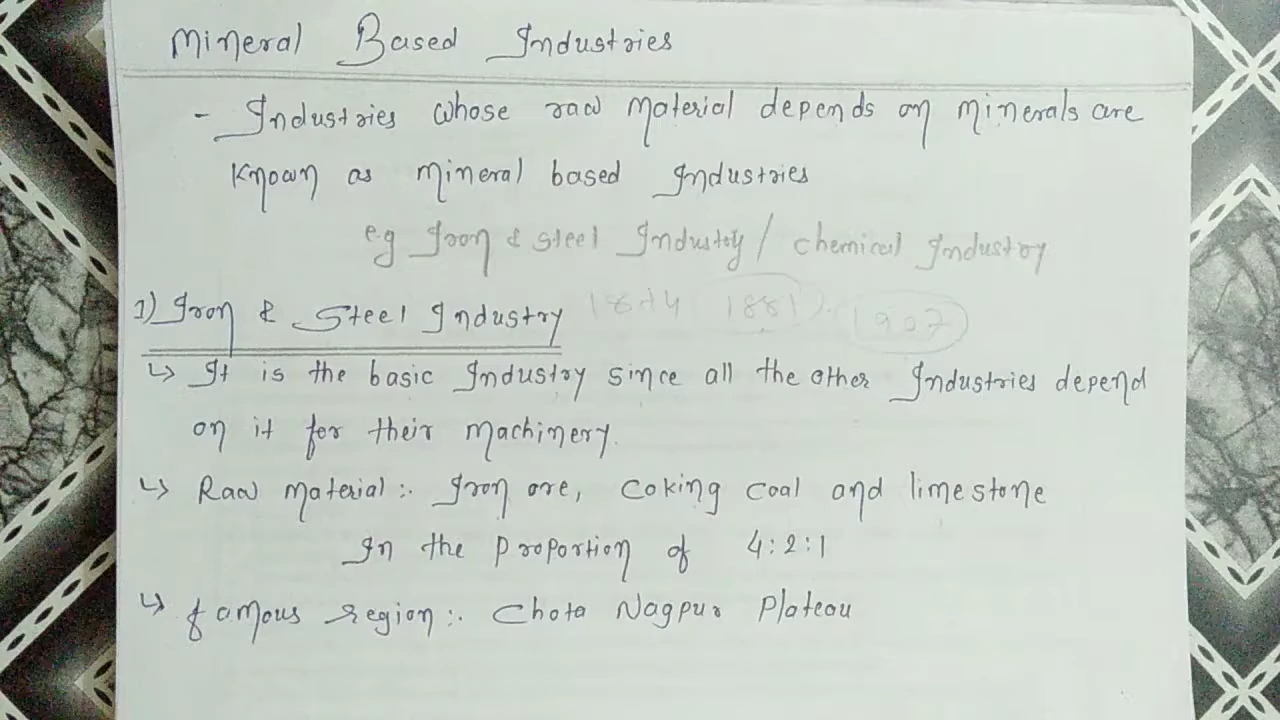 Mineral Based Industries
- Industries whose raw material depends on minerals are
known as mineral based Industries
e.g Iron & steel Industry / chemical Industry
1) Iron & Steel Industry 1881 1907
↳ It is the basic Industry since all the other Industries depend
on it for their machinery.
↳ Raw material :- Iron ore, coking coal and limestone
In the proportion of 4:2:1
↳ famous region :- Chota Nagpur Plateau